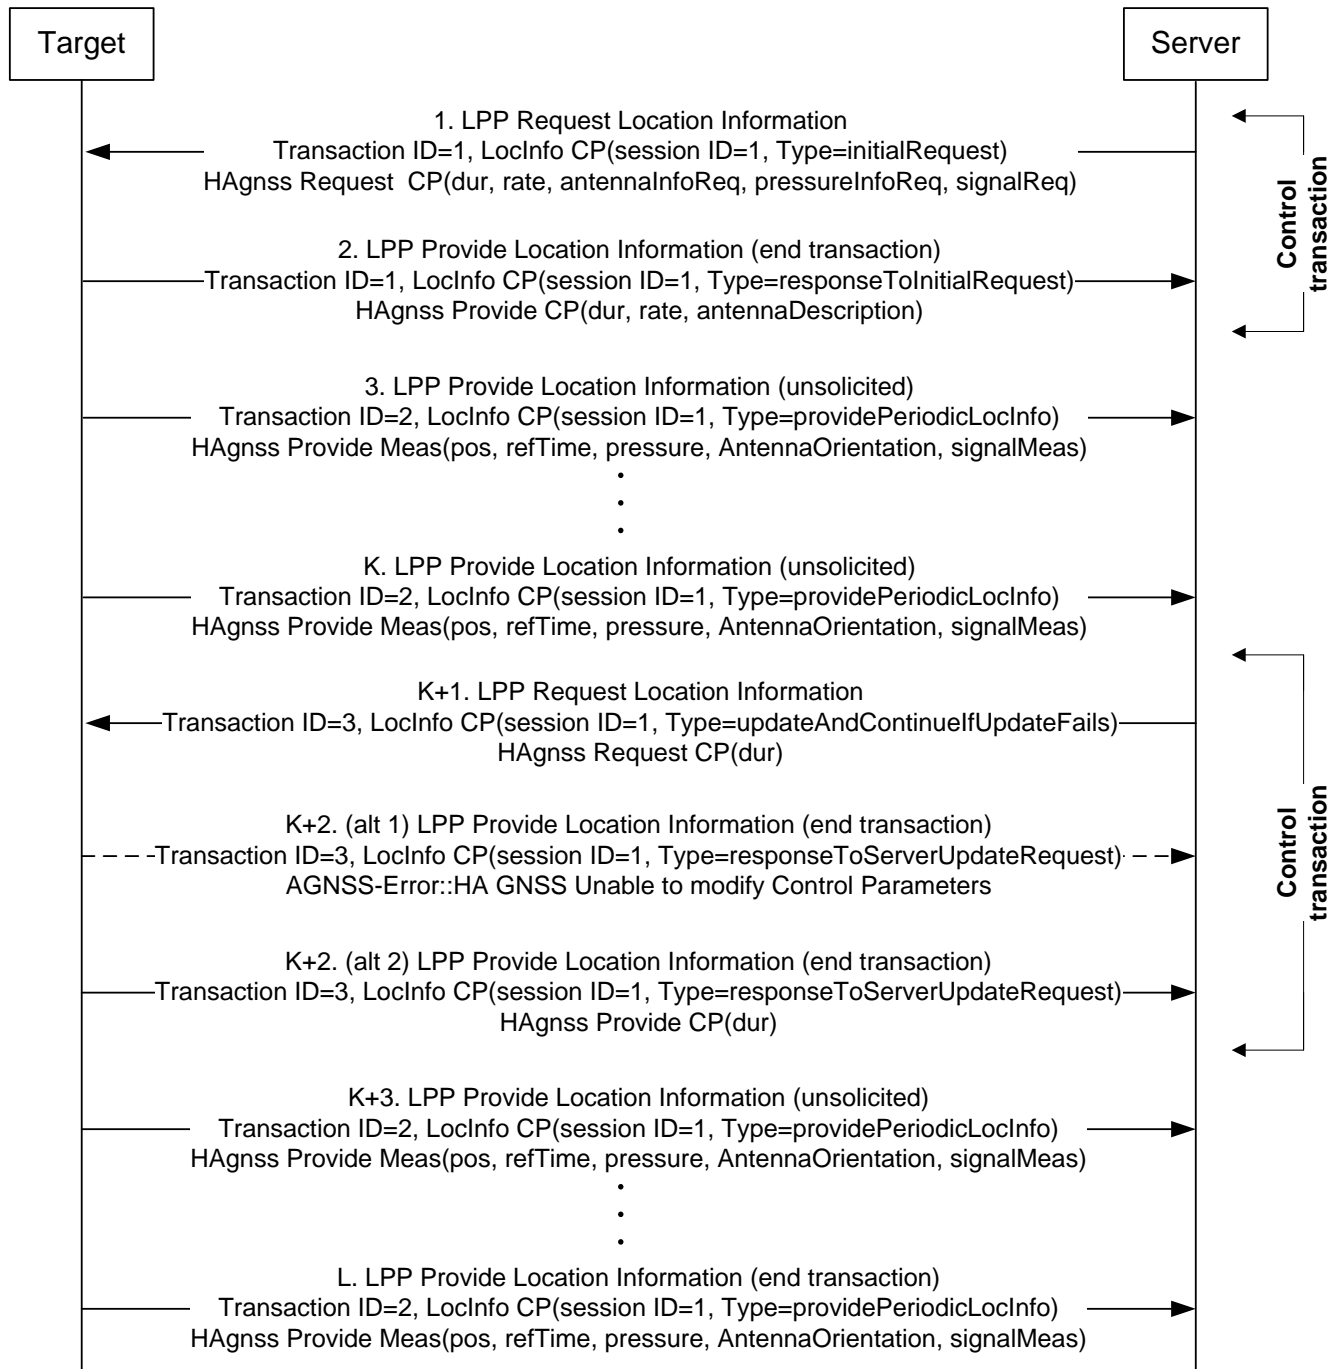 Target
Server
1. LPP Request Location Information
Transaction ID=1, LocInfo CP(session ID=1, Type=initialRequest)
HAgnss Request  CP(dur, rate, antennaInfoReq, pressureInfoReq, signalReq)
Control
transaction
2. LPP Provide Location Information (end transaction)
Transaction ID=1, LocInfo CP(session ID=1, Type=responseToInitialRequest)
HAgnss Provide CP(dur, rate, antennaDescription)
3. LPP Provide Location Information (unsolicited)
Transaction ID=2, LocInfo CP(session ID=1, Type=providePeriodicLocInfo)
HAgnss Provide Meas(pos, refTime, pressure, AntennaOrientation, signalMeas)
K. LPP Provide Location Information (unsolicited)
Transaction ID=2, LocInfo CP(session ID=1, Type=providePeriodicLocInfo)
HAgnss Provide Meas(pos, refTime, pressure, AntennaOrientation, signalMeas)
K+1. LPP Request Location Information
Transaction ID=3, LocInfo CP(session ID=1, Type=updateAndContinueIfUpdateFails)
HAgnss Request CP(dur)
K+2. (alt 1) LPP Provide Location Information (end transaction)
Transaction ID=3, LocInfo CP(session ID=1, Type=responseToServerUpdateRequest)
AGNSS-Error::HA GNSS Unable to modify Control Parameters
Control
transaction
K+2. (alt 2) LPP Provide Location Information (end transaction)
Transaction ID=3, LocInfo CP(session ID=1, Type=responseToServerUpdateRequest)
HAgnss Provide CP(dur)
K+3. LPP Provide Location Information (unsolicited)
Transaction ID=2, LocInfo CP(session ID=1, Type=providePeriodicLocInfo)
HAgnss Provide Meas(pos, refTime, pressure, AntennaOrientation, signalMeas)
L. LPP Provide Location Information (end transaction)
Transaction ID=2, LocInfo CP(session ID=1, Type=providePeriodicLocInfo)
HAgnss Provide Meas(pos, refTime, pressure, AntennaOrientation, signalMeas)